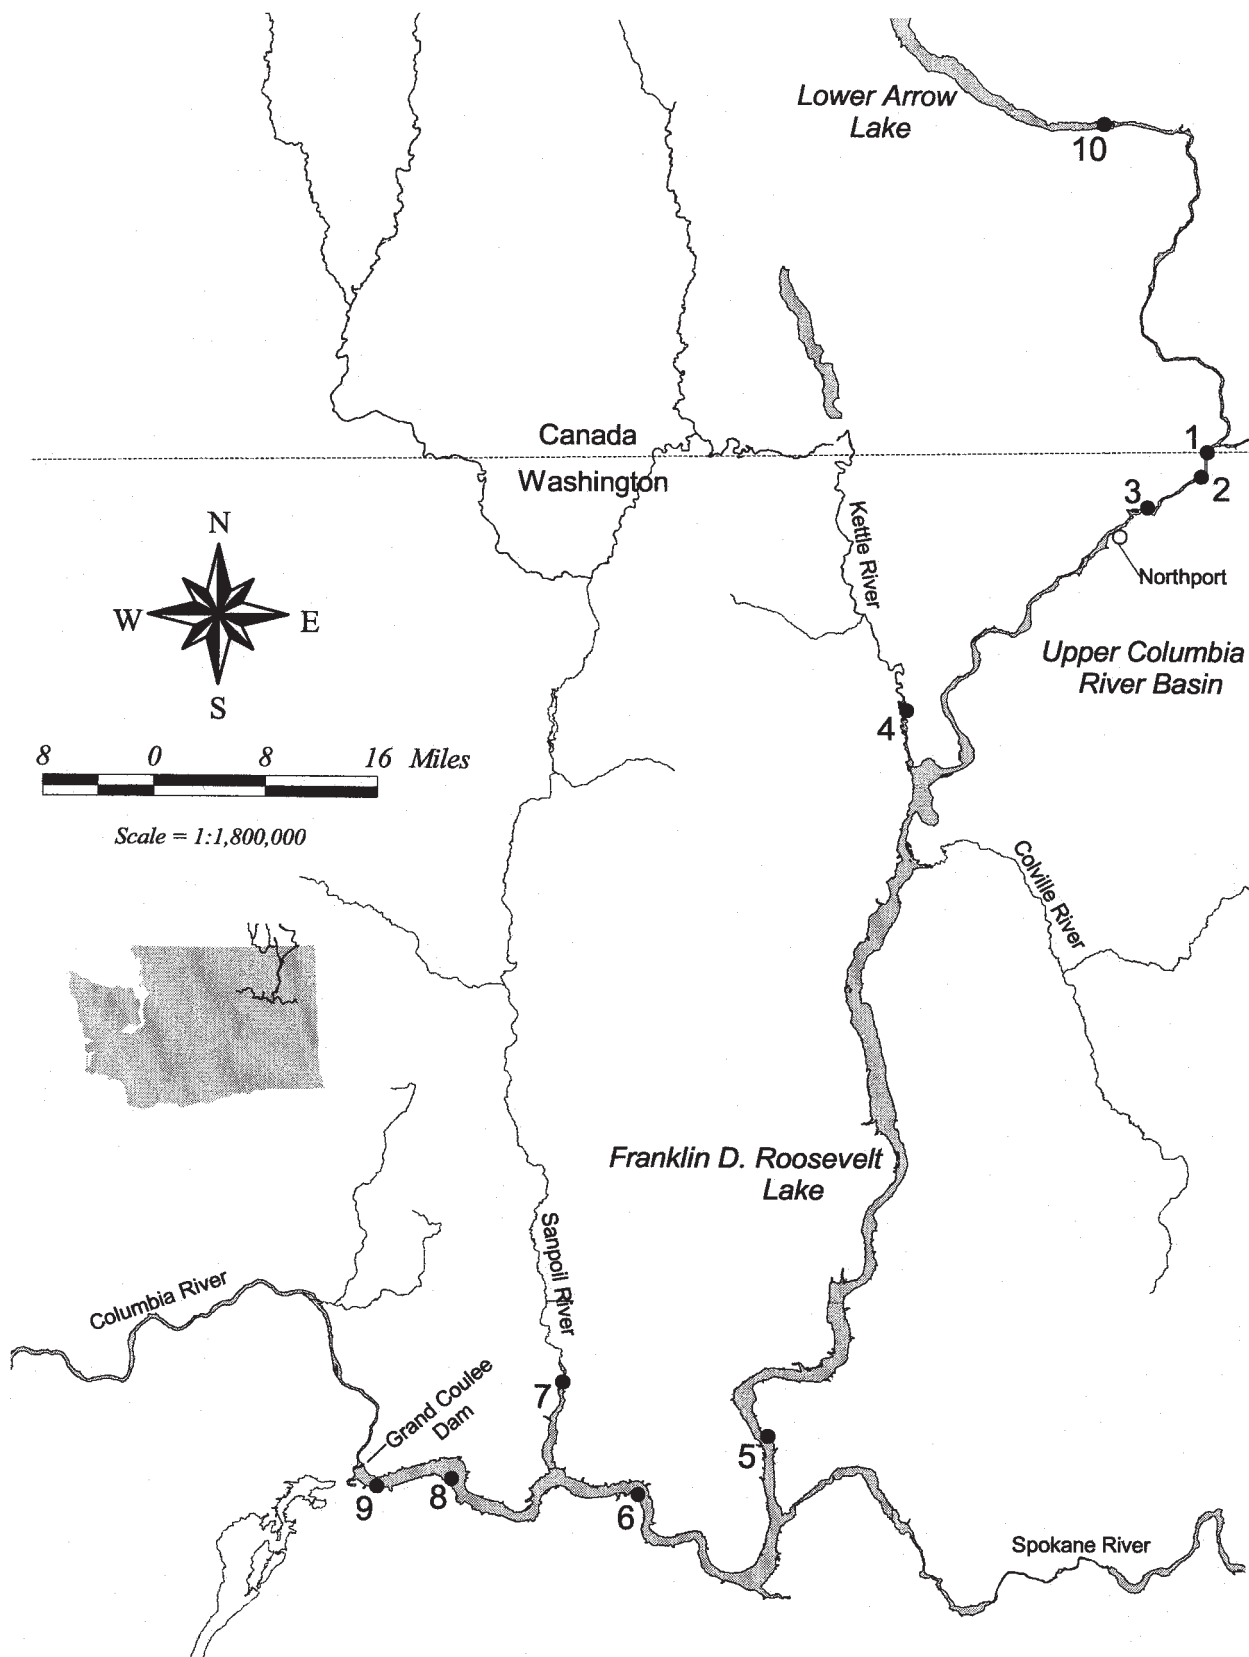 Lower Arrow
Lake
10
Canada
1
Washington
2
3
Kettle River
Northport
N
W
E
S
Upper Columbia
River Basin
4
8 0 8 16 Miles
Scale = 1:1,800,000
Colville River
Franklin D. Roosevelt
Lake
Sanpoil River
Columbia River
Grand Coulee
Dam
7
5
9
8
6
Spokane River